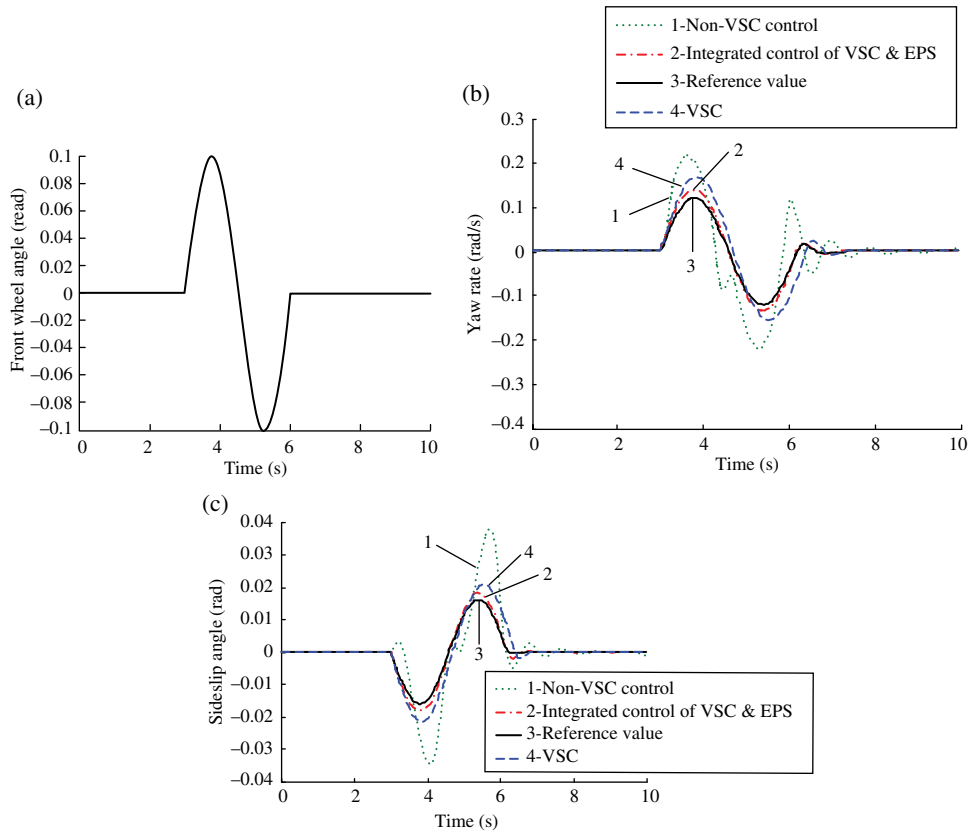 (a)
Front wheel angle (read)
0.1
0.08
0.06
0.04
0.02
0
−0.02
−0.04
−0.06
−0.08
−0.1
0 2 4 6 8 10
Time (s)
1-Non-VSC control
2-Integrated control of VSC & EPS
3-Reference value
4-VSC
(b)
Yaw rate (rad/s)
0.3
0.2
0.1
0
−0.1
−0.2
−0.3
−0.4
4
2
1
3
0 2 4 6 8 10
Time (s)
(c)
Sideslip angle (rad)
0.04
0.03
0.02
0.01
0
−0.01
−0.02
−0.03
−0.04
1
4
2
3
1-Non-VSC control
2-Integrated control of VSC & EPS
3-Reference value
4-VSC
0 2 4 6 8 10
Time (s)